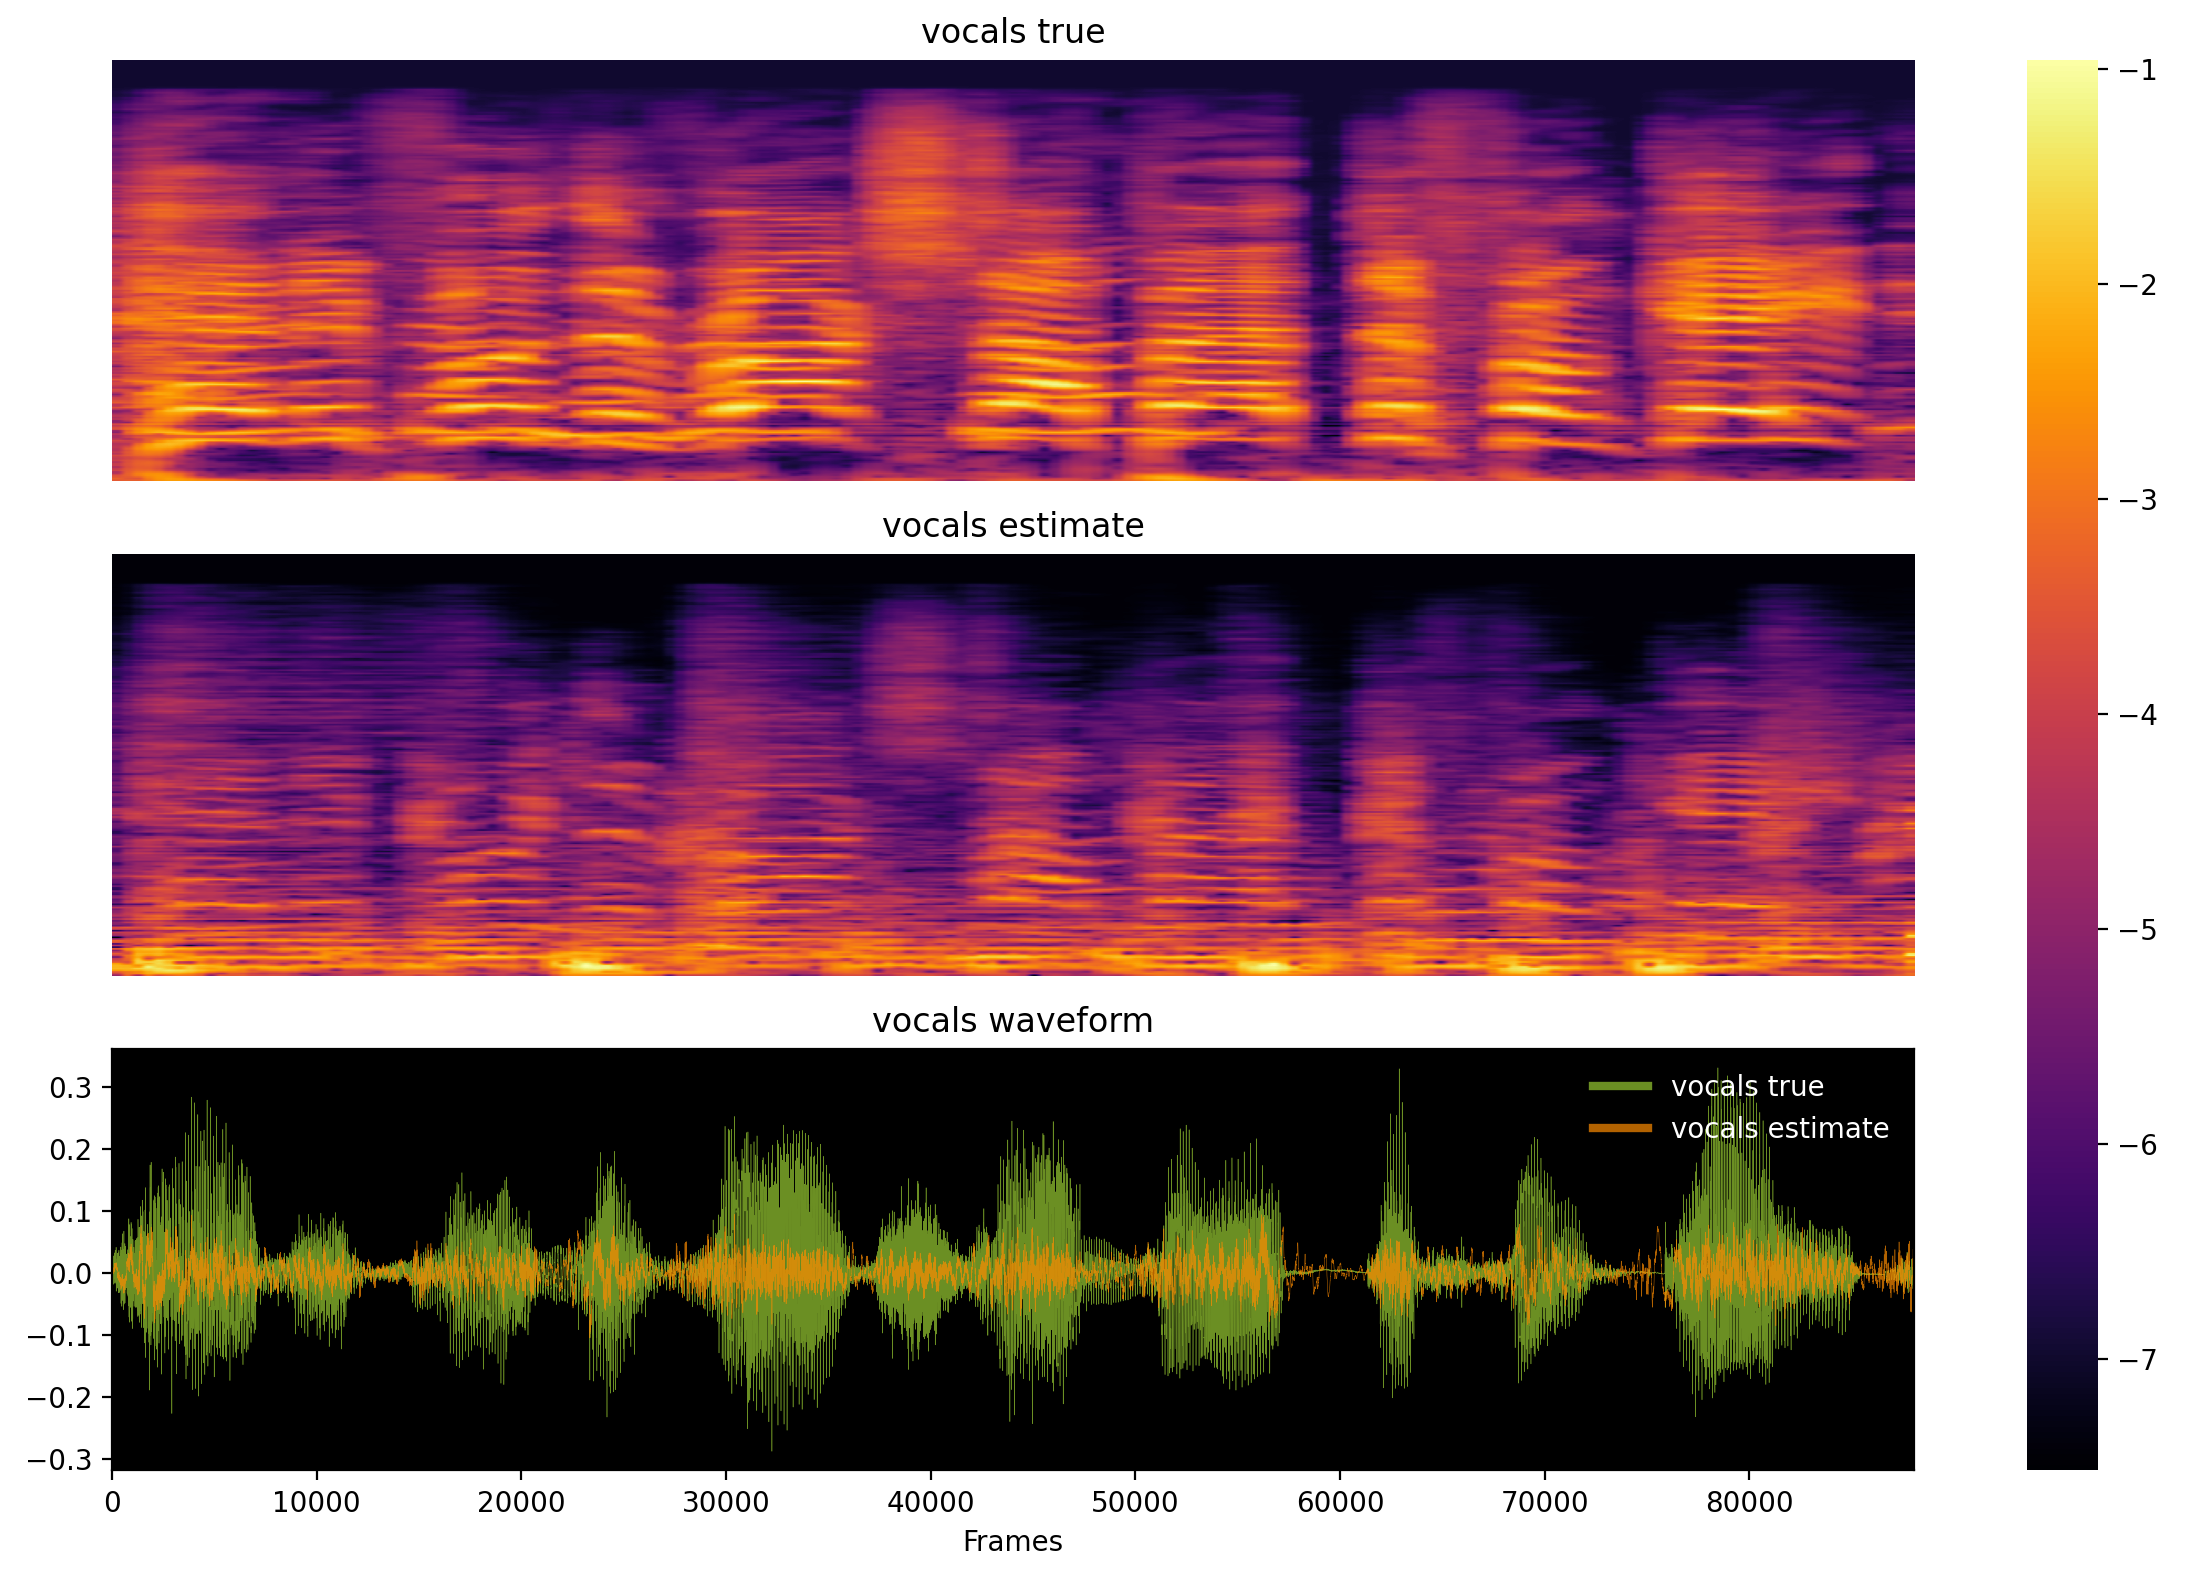 vocals true
−1
−2
−3
−4
−5
−6
−7
vocals estimate
vocals waveform
0.3
0.2
0.1
0.0
−0.1
−0.2
−0.3
vocals true
vocals estimate
0 10000 20000 30000 40000 50000 60000 70000 80000
Frames